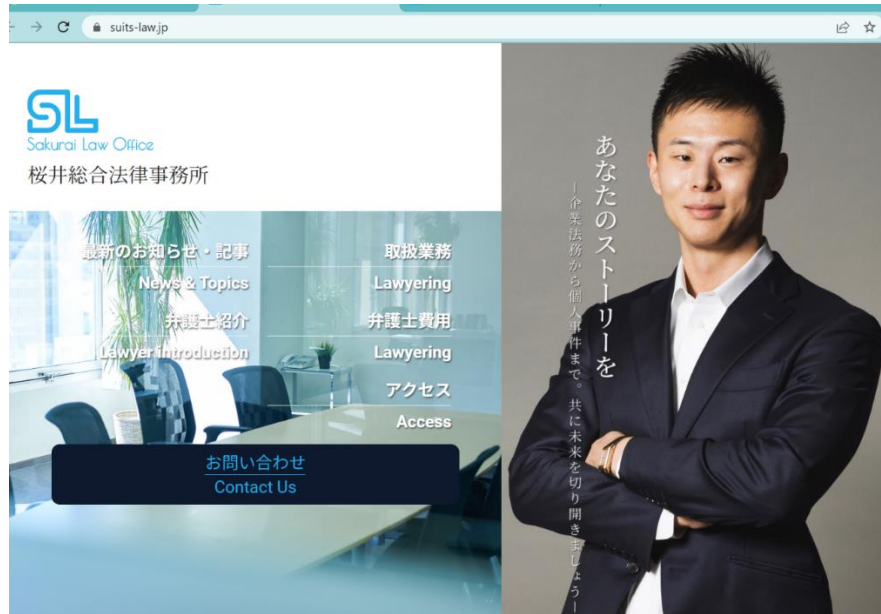 suits-law.jp
SL
Sakurai Law Office
桜井総合法律事務所
最新のお知らせ・記事
News & Topics
弁護士紹介
Lawyer introduction
取扱業務
Lawyering
弁護士費用
Lawyering
アクセス
Access
お問い合わせ
Contact Us
あなたのストーリーを
—企業法務から個人事件まで。共に未来を切り開きましょう—